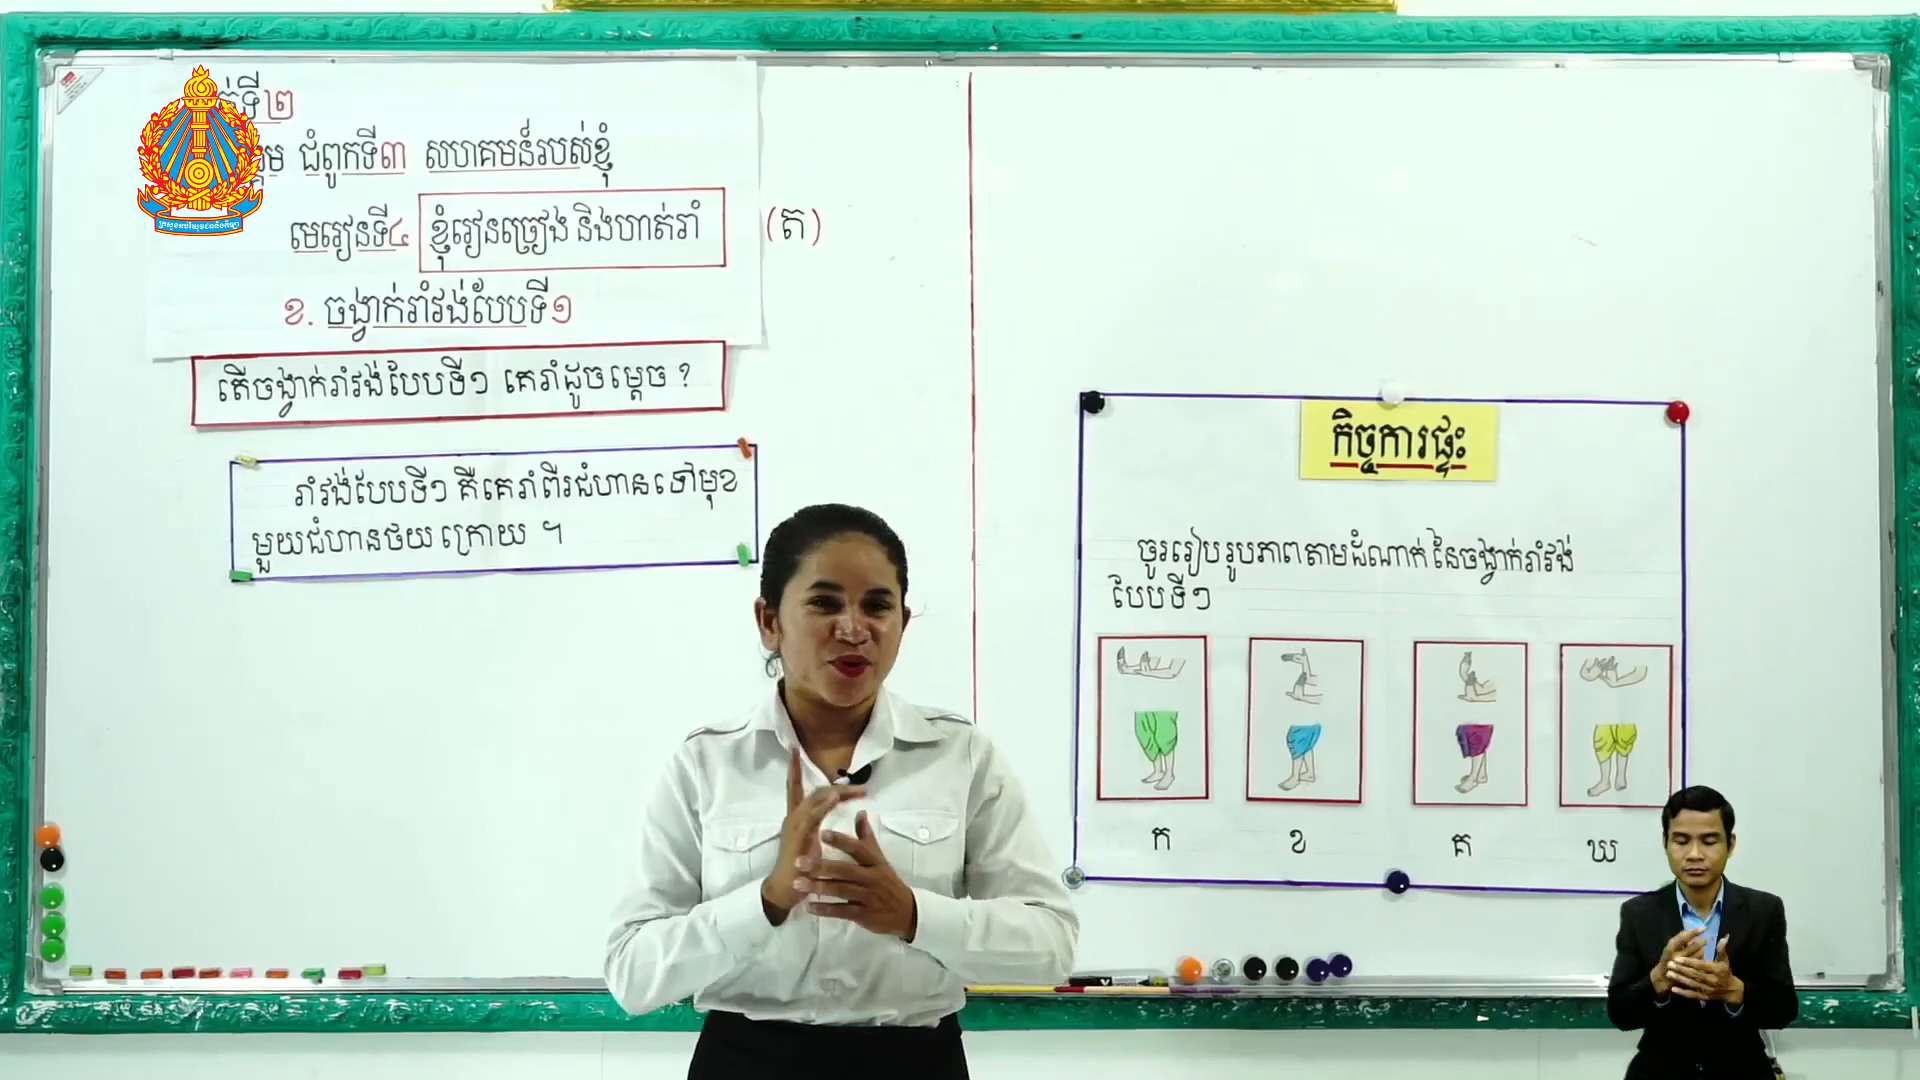 ទី២
ជំពូកទី៣ សហគមន៍របស់ខ្ញុំ
មេរៀនទី៤ ខ្ញុំរៀនច្រៀង និងហាត់រាំ (ត)
ខ. ចង្វាក់រាំវង់បែបទី១
តើចង្វាក់រាំវង់បែបទី១ គេរាំដូចម្ដេច ?
រាំវង់បែបទី១ គឺគេរាំពីរជំហានទៅមុខ
មួយជំហានថយក្រោយ ។
កិច្ចការផ្ទះ
ចូររៀបរូបភាពតាមដំណាក់នៃចង្វាក់រាំវង់
បែបទី១
ក ខ គ ឃ